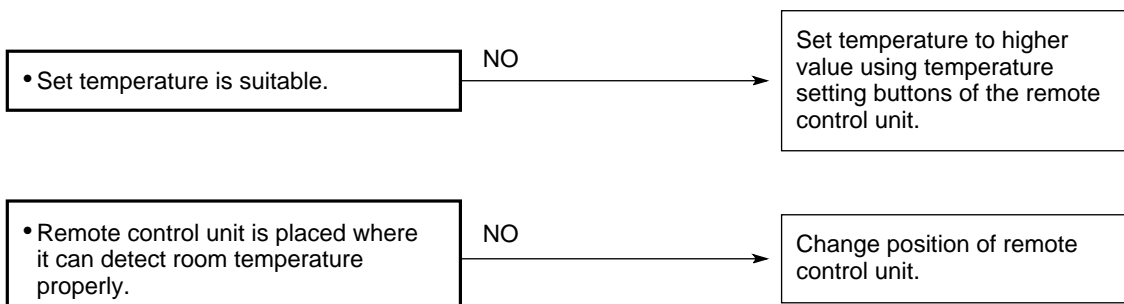 • Set temperature is suitable.
NO
Set temperature to higher
value using temperature
setting buttons of the remote
control unit.
• Remote control unit is placed where
it can detect room temperature
properly.
NO
Change position of remote
control unit.